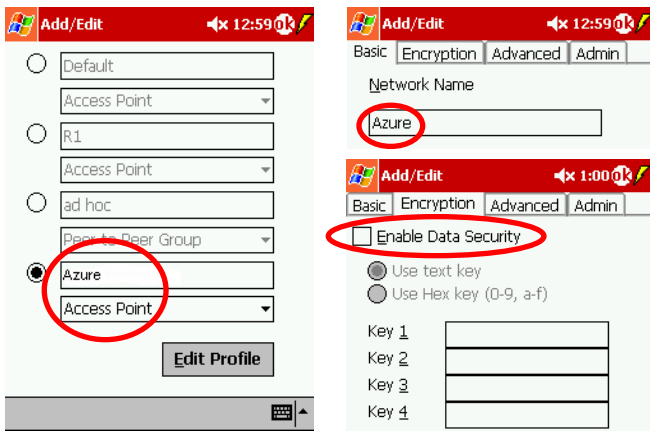 Add/Edit 12:59 ok
Default
Access Point
R1
Access Point
ad hoc
Peer-to-Peer Group
Azure
Access Point
Edit Profile
Add/Edit 12:59 ok
Basic Encryption Advanced Admin
Network Name
Azure
Add/Edit 1:00 ok
Basic Encryption Advanced Admin
Enable Data Security
Use text key
Use Hex key (0-9, a-f)
Key 1
Key 2
Key 3
Key 4